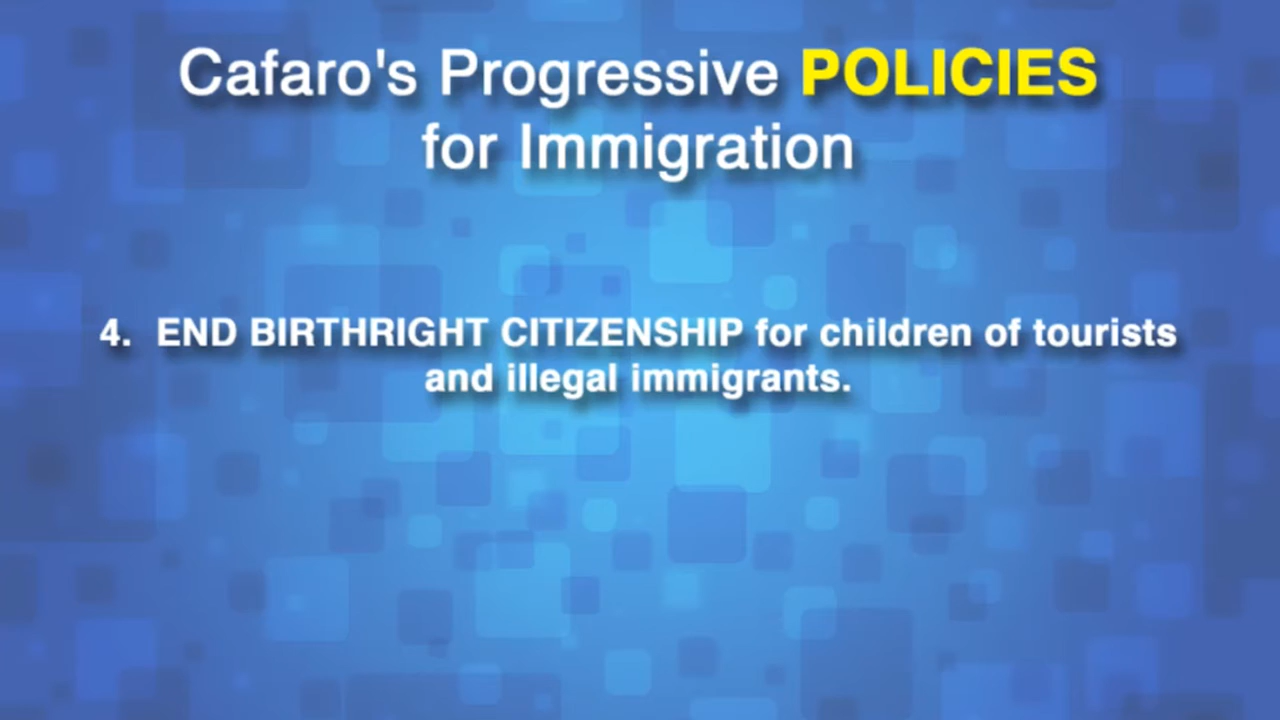 Cafaro's Progressive POLICIES
for Immigration
4. END BIRTHRIGHT CITIZENSHIP for children of tourists
and illegal immigrants.